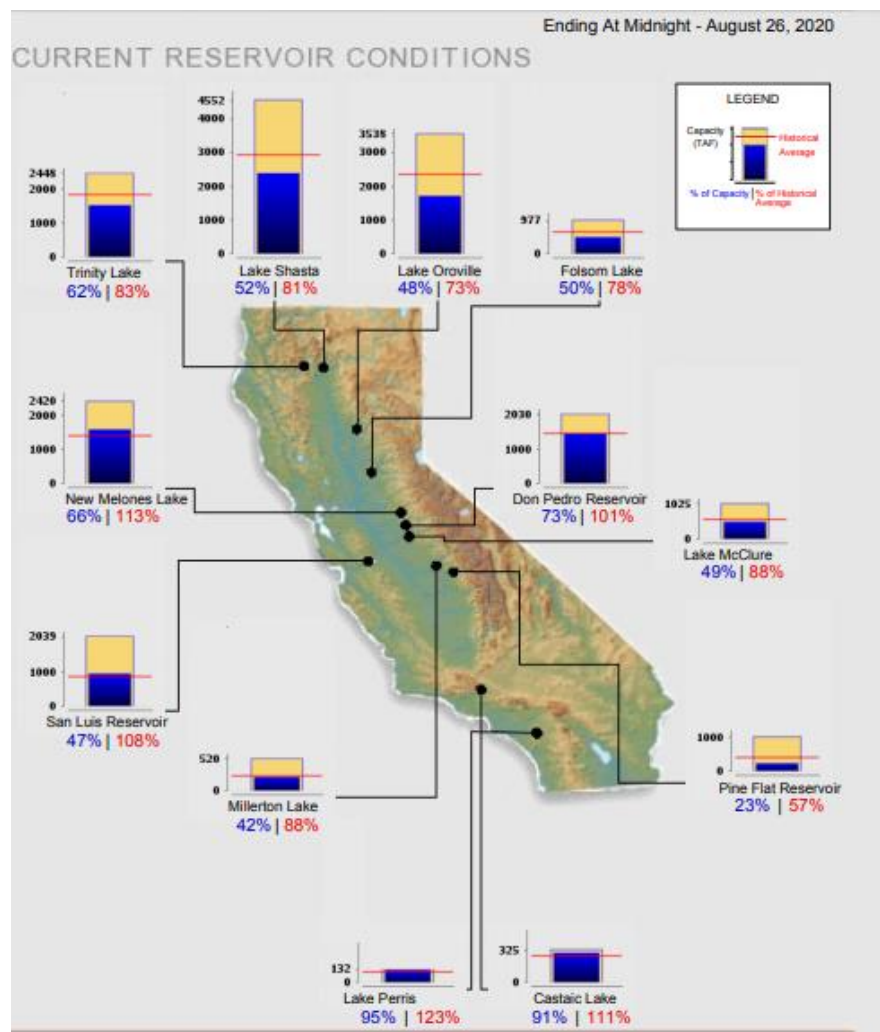 Ending At Midnight - August 26, 2020
CURRENT RESERVOIR CONDITIONS
LEGEND
Capacity
(TAF)
Historical
Average
% of Capacity | % of Historical
Average
2448
2000
1000
0
Trinity Lake
62% | 83%
4552
4000
3000
2000
1000
0
Lake Shasta
52% | 81%
3538
3000
2000
1000
0
Lake Oroville
48% | 73%
977
0
Folsom Lake
50% | 78%
2420
2000
1000
0
New Melones Lake
66% | 113%
2030
1000
0
Don Pedro Reservoir
73% | 101%
1025
0
Lake McClure
49% | 88%
2039
1000
0
San Luis Reservoir
47% | 108%
520
0
Millerton Lake
42% | 88%
1000
0
Pine Flat Reservoir
23% | 57%
132
0
Lake Perris
95% | 123%
325
0
Castaic Lake
91% | 111%